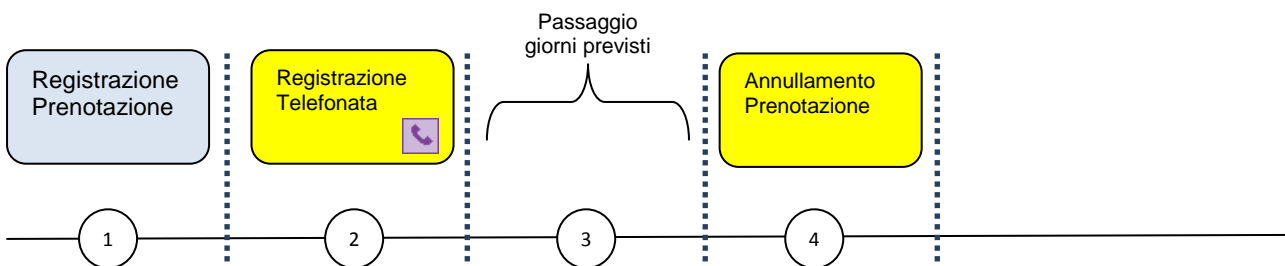 Passaggio
giorni previsti
Registrazione
Prenotazione
Registrazione
Telefonata
Annullamento
Prenotazione
1
2
3
4